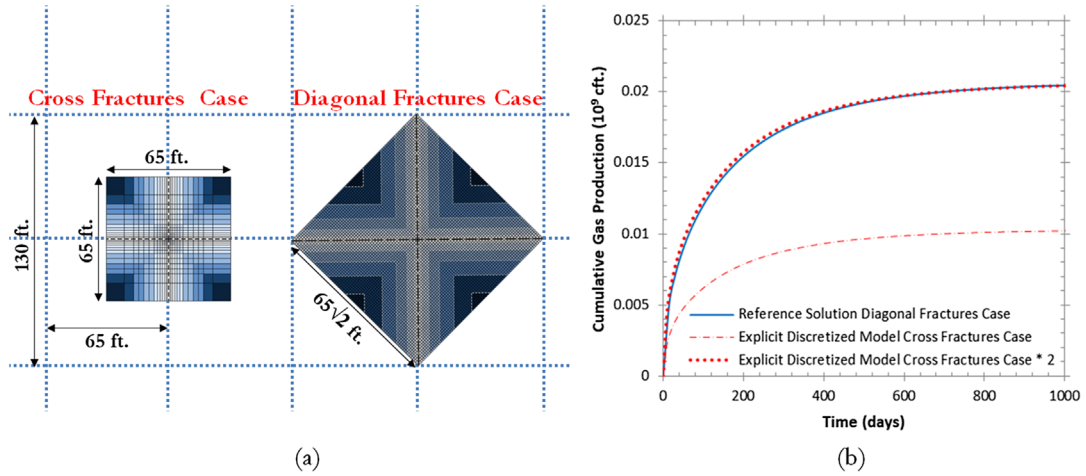 Cross Fractures Case
Diagonal Fractures Case
65 ft.
65 ft.
130 ft.
65 ft.
65√2 ft.
(a)
0.025
0.02
0.015
0.01
0.005
0
Cumulative Gas Production (10⁹ cft.)
Reference Solution Diagonal Fractures Case
Explicit Discretized Model Cross Fractures Case
Explicit Discretized Model Cross Fractures Case * 2
0 200 400 600 800 1000
Time (days)
(b)